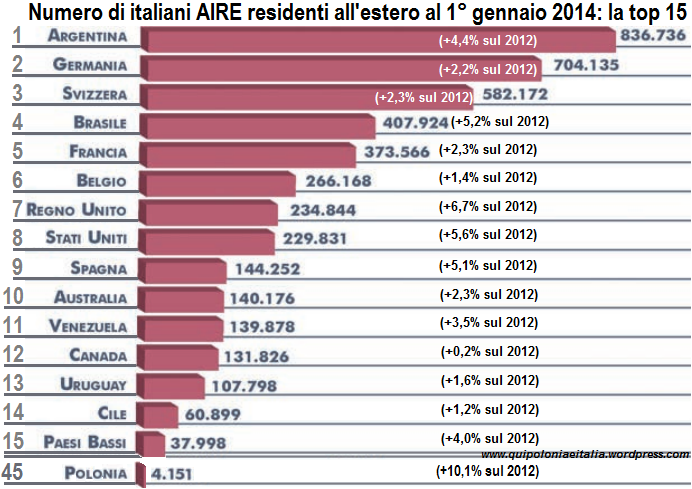 Numero di italiani AIRE residenti all'estero al 1° gennaio 2014: la top 15
1 ARGENTINA (+4,4% sul 2012) 836.736
2 GERMANIA (+2,2% sul 2012) 704.135
3 SVIZZERA (+2,3% sul 2012) 582.172
4 BRASILE 407.924 (+5,2% sul 2012)
5 FRANCIA 373.566 (+2,3% sul 2012)
6 BELGIO 266.168 (+1,4% sul 2012)
7 REGNO UNITO 234.844 (+6,7% sul 2012)
8 STATI UNITI 229.831 (+5,6% sul 2012)
9 SPAGNA 144.252 (+5,1% sul 2012)
10 AUSTRALIA 140.176 (+2,3% sul 2012)
11 VENEZUELA 139.878 (+3,5% sul 2012)
12 CANADA 131.826 (+0,2% sul 2012)
13 URUGUAY 107.798 (+1,6% sul 2012)
14 CILE 60.899 (+1,2% sul 2012)
15 PAESI BASSI 37.998 (+4,0% sul 2012)
www.quipoloniaeitalia.wordpress.com
45 POLONIA 4.151 (+10,1% sul 2012)